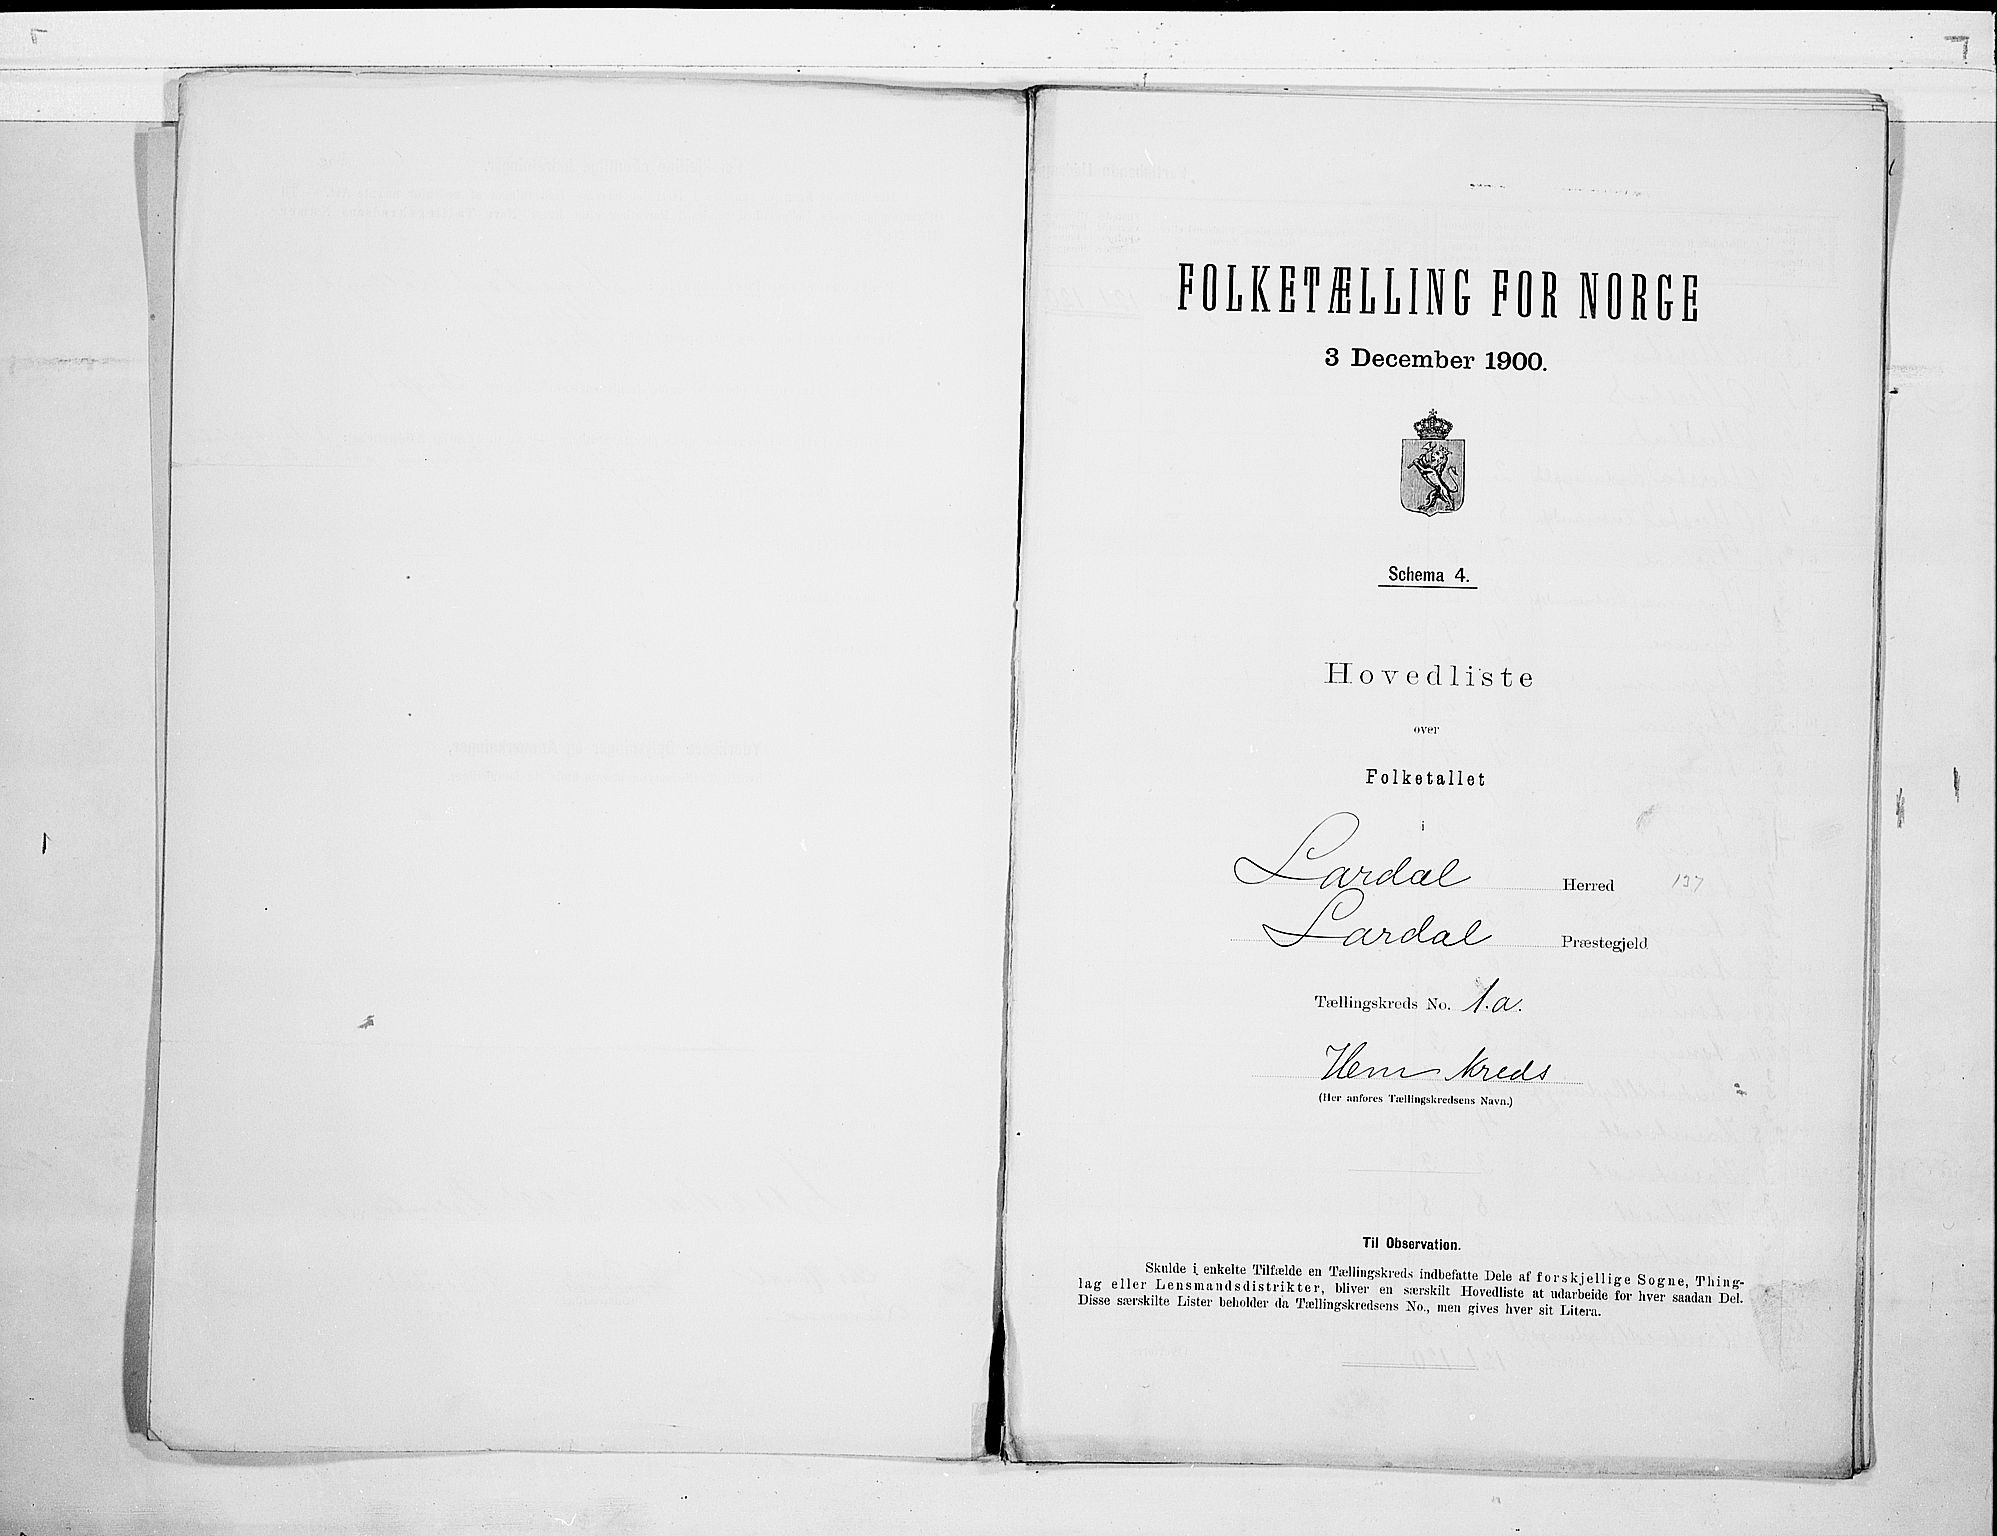 FOLKETÆLLING FOR NORGE
3 December 1900.
Schema 4.
Hovedliste
over
Folketallet
i
Lardal Herred 137
Lardal Præstegjeld
Tællingskreds No. 1.a.
Hem kreds
(Her anføres Tællingskredsens Navn.)
Til Observation.
Skulde i enkelte Tilfælde en Tællingskreds indbefatte Dele af forskjellige Sogne, Thing-
lag eller Lensmandsdistrikter, bliver en særskilt Hovedliste at udarbeide for hver saadan Del.
Disse særskilte Lister beholder da Tællingskredsens No., men gives hver sit Litera.